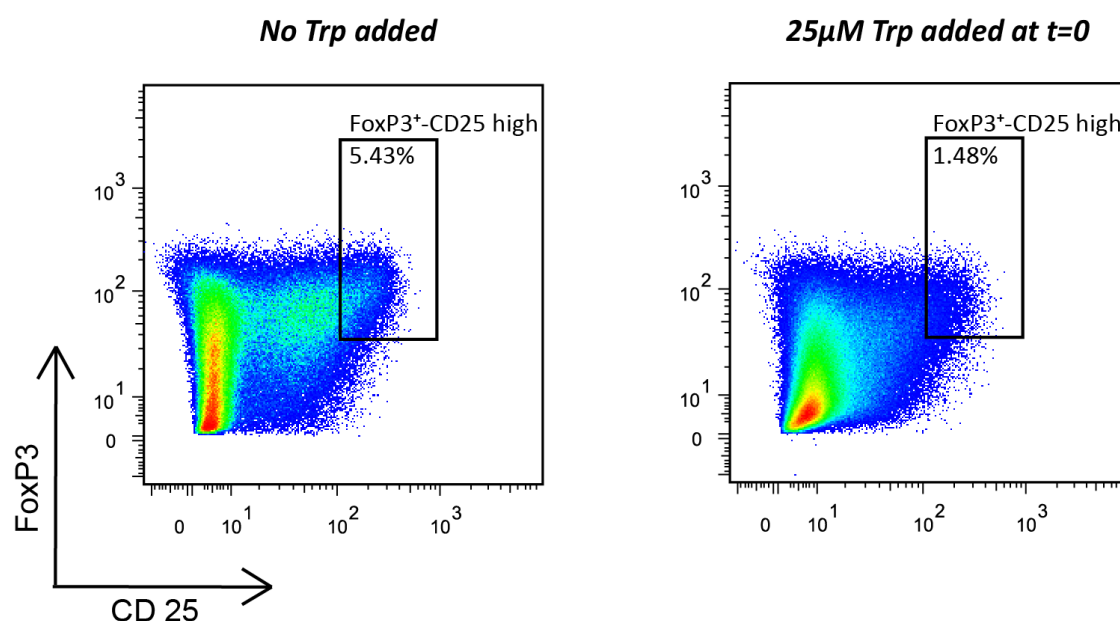 No Trp added
25µM Trp added at t=0
FoxP3⁺-CD25 high
5.43%
FoxP3⁺-CD25 high
1.48%
10³
10²
10¹
0
10³
10²
10¹
0
0 10¹ 10² 10³
0 10¹ 10² 10³
FoxP3
CD 25